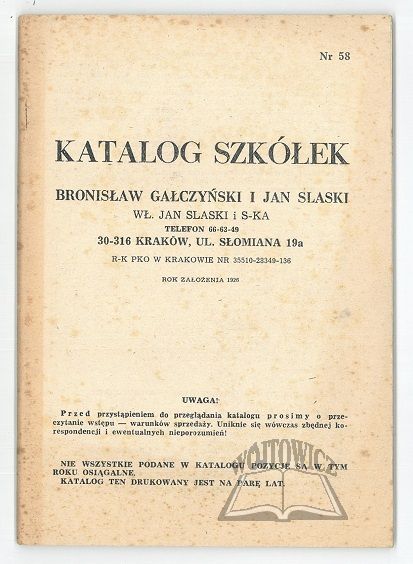 Nr 58
KATALOG SZKÓŁEK
BRONISŁAW GAŁCZYŃSKI I JAN SLASKI
WŁ. JAN SLASKI i S-KA
TELEFON 66-63-49
30-316 KRAKÓW, UL. SŁOMIANA 19a
R-K PKO W KRAKOWIE NR 35510-23349-136
ROK ZAŁOŻENIA 1926
UWAGA!
Przed przystąpieniem do przeglądania katalogu prosimy o prze-
czytanie wstępu — warunków sprzedaży. Uniknie się wówczas zbędnej ko-
respondencji i ewentualnych nieporozumień!
NIE WSZYSTKIE PODANE W KATALOGU POZYCJE SĄ W TYM
ROKU OSIĄGALNE.
KATALOG TEN DRUKOWANY JEST NA PARĘ LAT.
WÓJTOWICZ